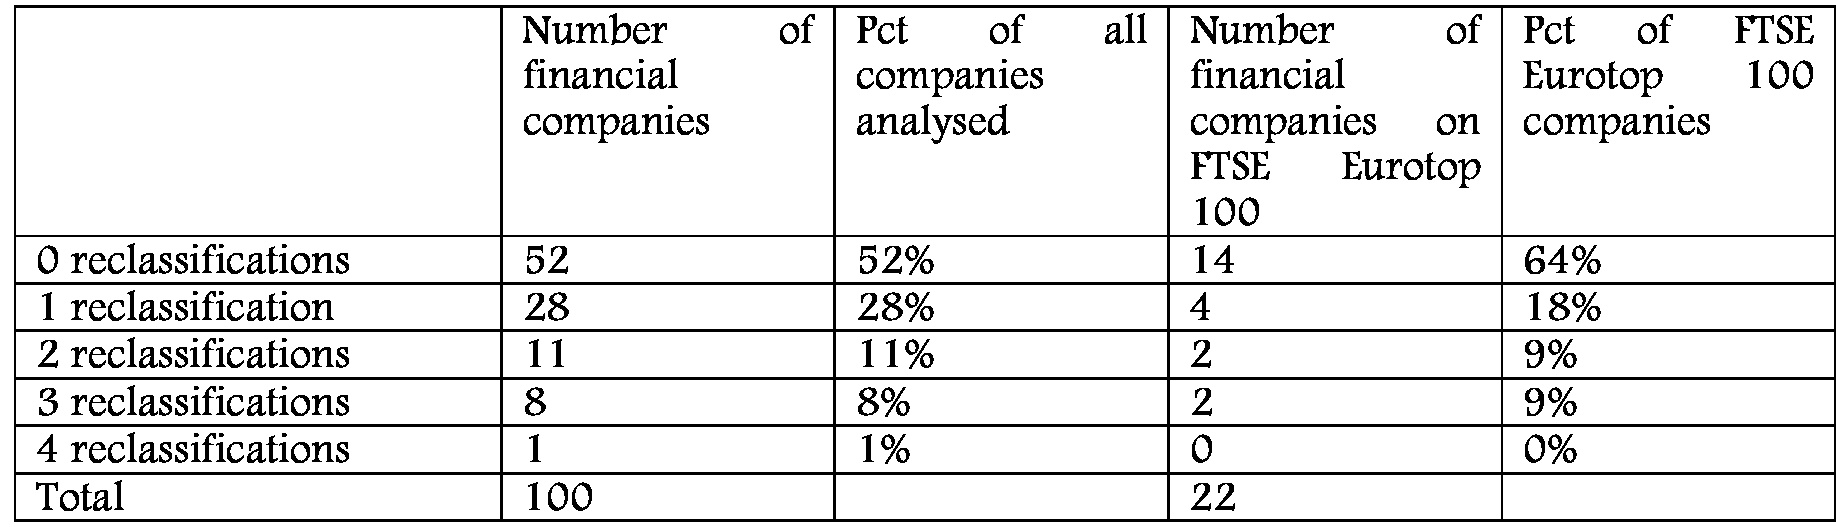 Number of financial companies Pct of all companies analysed Number of financial companies on FTSE Eurotop 100 Pct of FTSE Eurotop 100 companies
0 reclassifications 52 52% 14 64%
1 reclassification 28 28% 4 18%
2 reclassifications 11 11% 2 9%
3 reclassifications 8 8% 2 9%
4 reclassifications 1 1% 0 0%
Total 100 22